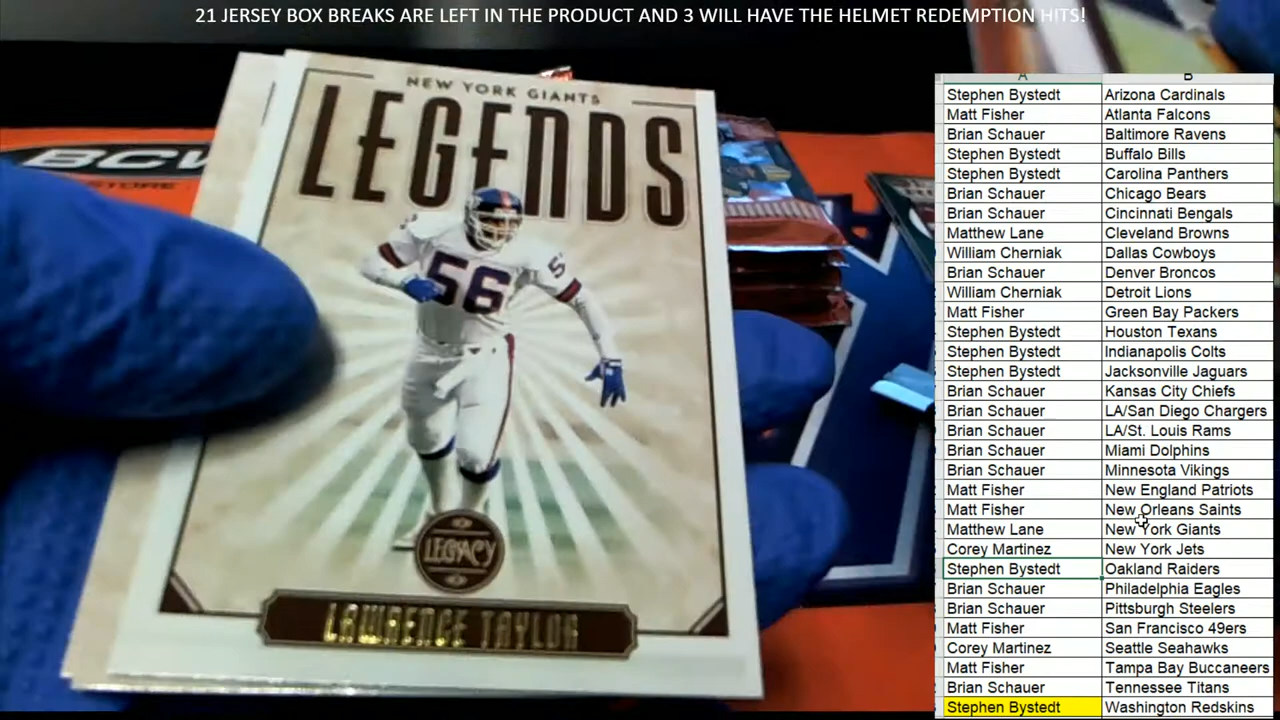 21 JERSEY BOX BREAKS ARE LEFT IN THE PRODUCT AND 3 WILL HAVE THE HELMET REDEMPTION HITS!
BCW
STORE
NEW YORK GIANTS
LEGENDS
56
LEGACY
LAWRENCE TAYLOR
A B
Stephen Bystedt Arizona Cardinals
Matt Fisher Atlanta Falcons
Brian Schauer Baltimore Ravens
Stephen Bystedt Buffalo Bills
Stephen Bystedt Carolina Panthers
Brian Schauer Chicago Bears
Brian Schauer Cincinnati Bengals
Matthew Lane Cleveland Browns
William Cherniak Dallas Cowboys
Brian Schauer Denver Broncos
William Cherniak Detroit Lions
Matt Fisher Green Bay Packers
Stephen Bystedt Houston Texans
Stephen Bystedt Indianapolis Colts
Stephen Bystedt Jacksonville Jaguars
Brian Schauer Kansas City Chiefs
Brian Schauer LA/San Diego Chargers
Brian Schauer LA/St. Louis Rams
Brian Schauer Miami Dolphins
Brian Schauer Minnesota Vikings
Matt Fisher New England Patriots
Matt Fisher New Orleans Saints
Matthew Lane New York Giants
Corey Martinez New York Jets
Stephen Bystedt Oakland Raiders
Brian Schauer Philadelphia Eagles
Brian Schauer Pittsburgh Steelers
Matt Fisher San Francisco 49ers
Corey Martinez Seattle Seahawks
Matt Fisher Tampa Bay Buccaneers
Brian Schauer Tennessee Titans
Stephen Bystedt Washington Redskins